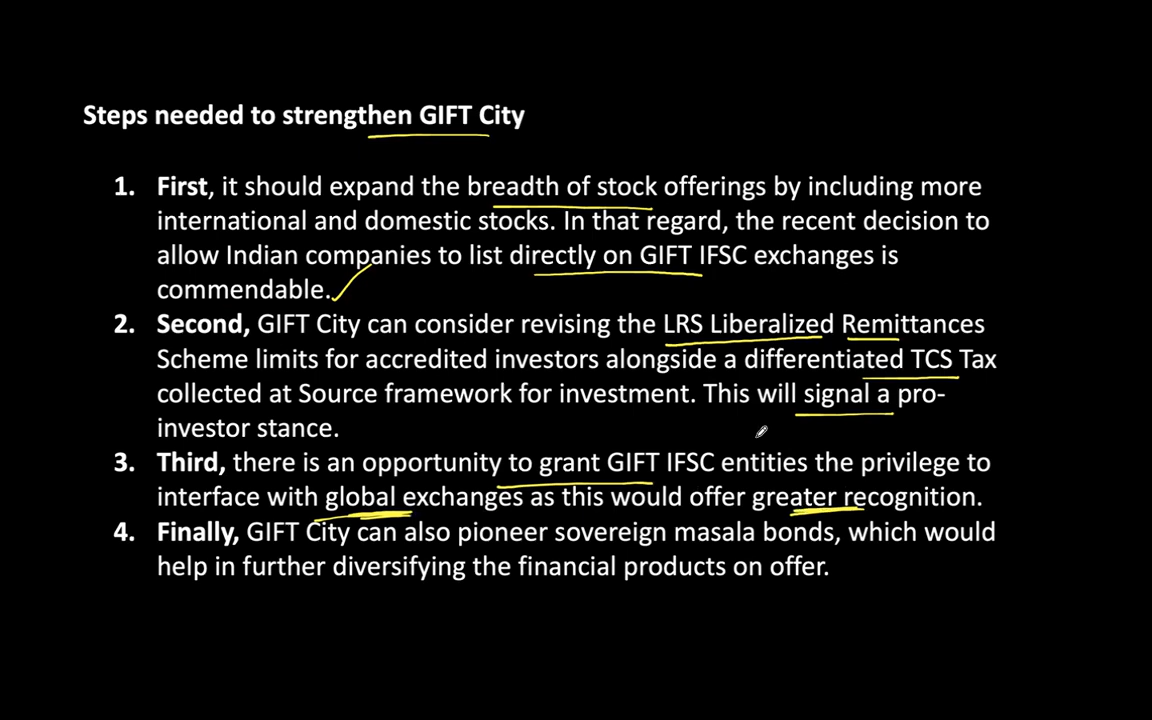 Steps needed to strengthen GIFT City
1. First, it should expand the breadth of stock offerings by including more
international and domestic stocks. In that regard, the recent decision to
allow Indian companies to list directly on GIFT IFSC exchanges is
commendable.
2. Second, GIFT City can consider revising the LRS Liberalized Remittances
Scheme limits for accredited investors alongside a differentiated TCS Tax
collected at Source framework for investment. This will signal a pro-
investor stance.
3. Third, there is an opportunity to grant GIFT IFSC entities the privilege to
interface with global exchanges as this would offer greater recognition.
4. Finally, GIFT City can also pioneer sovereign masala bonds, which would
help in further diversifying the financial products on offer.